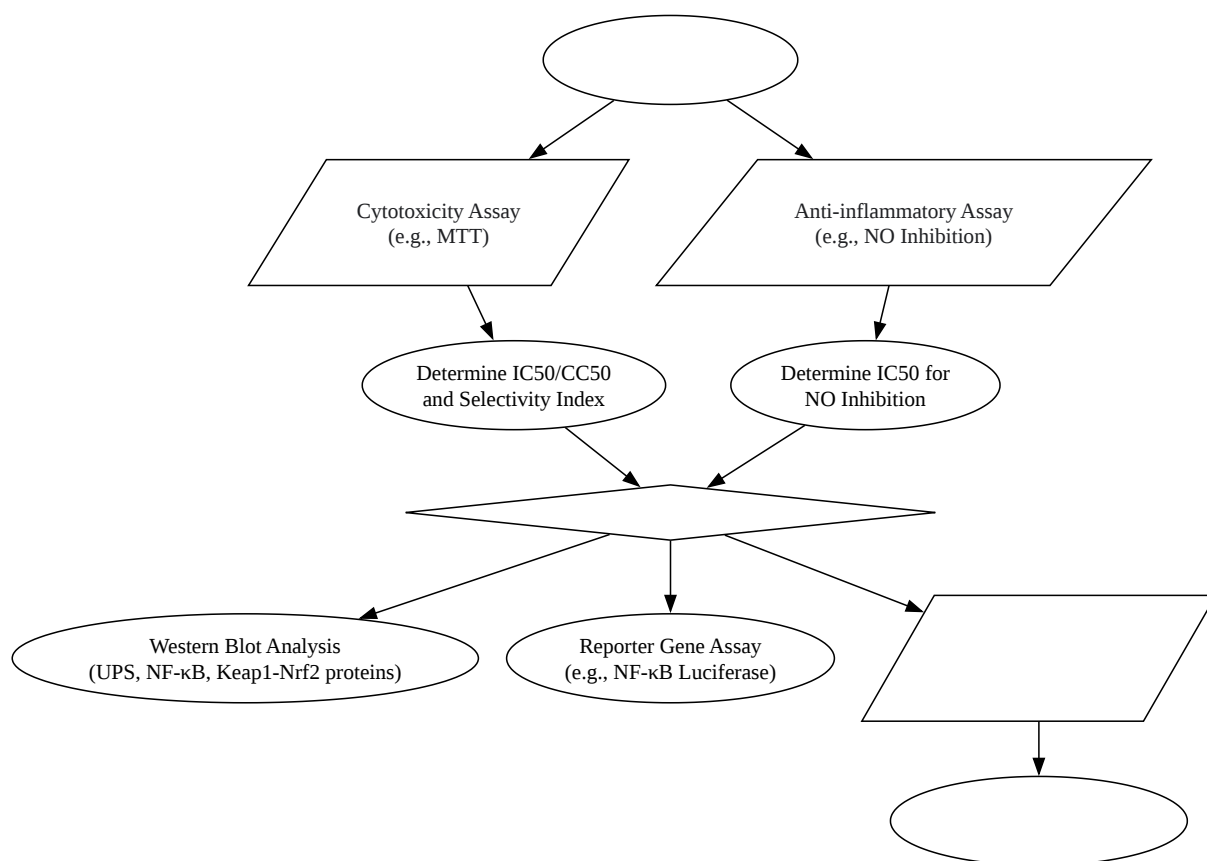 Cytotoxicity Assay
(e.g., MTT)
Anti-inflammatory Assay
(e.g., NO Inhibition)
Determine IC50/CC50
and Selectivity Index
Determine IC50 for
NO Inhibition
Western Blot Analysis
(UPS, NF-κB, Keap1-Nrf2 proteins)
Reporter Gene Assay
(e.g., NF-κB Luciferase)